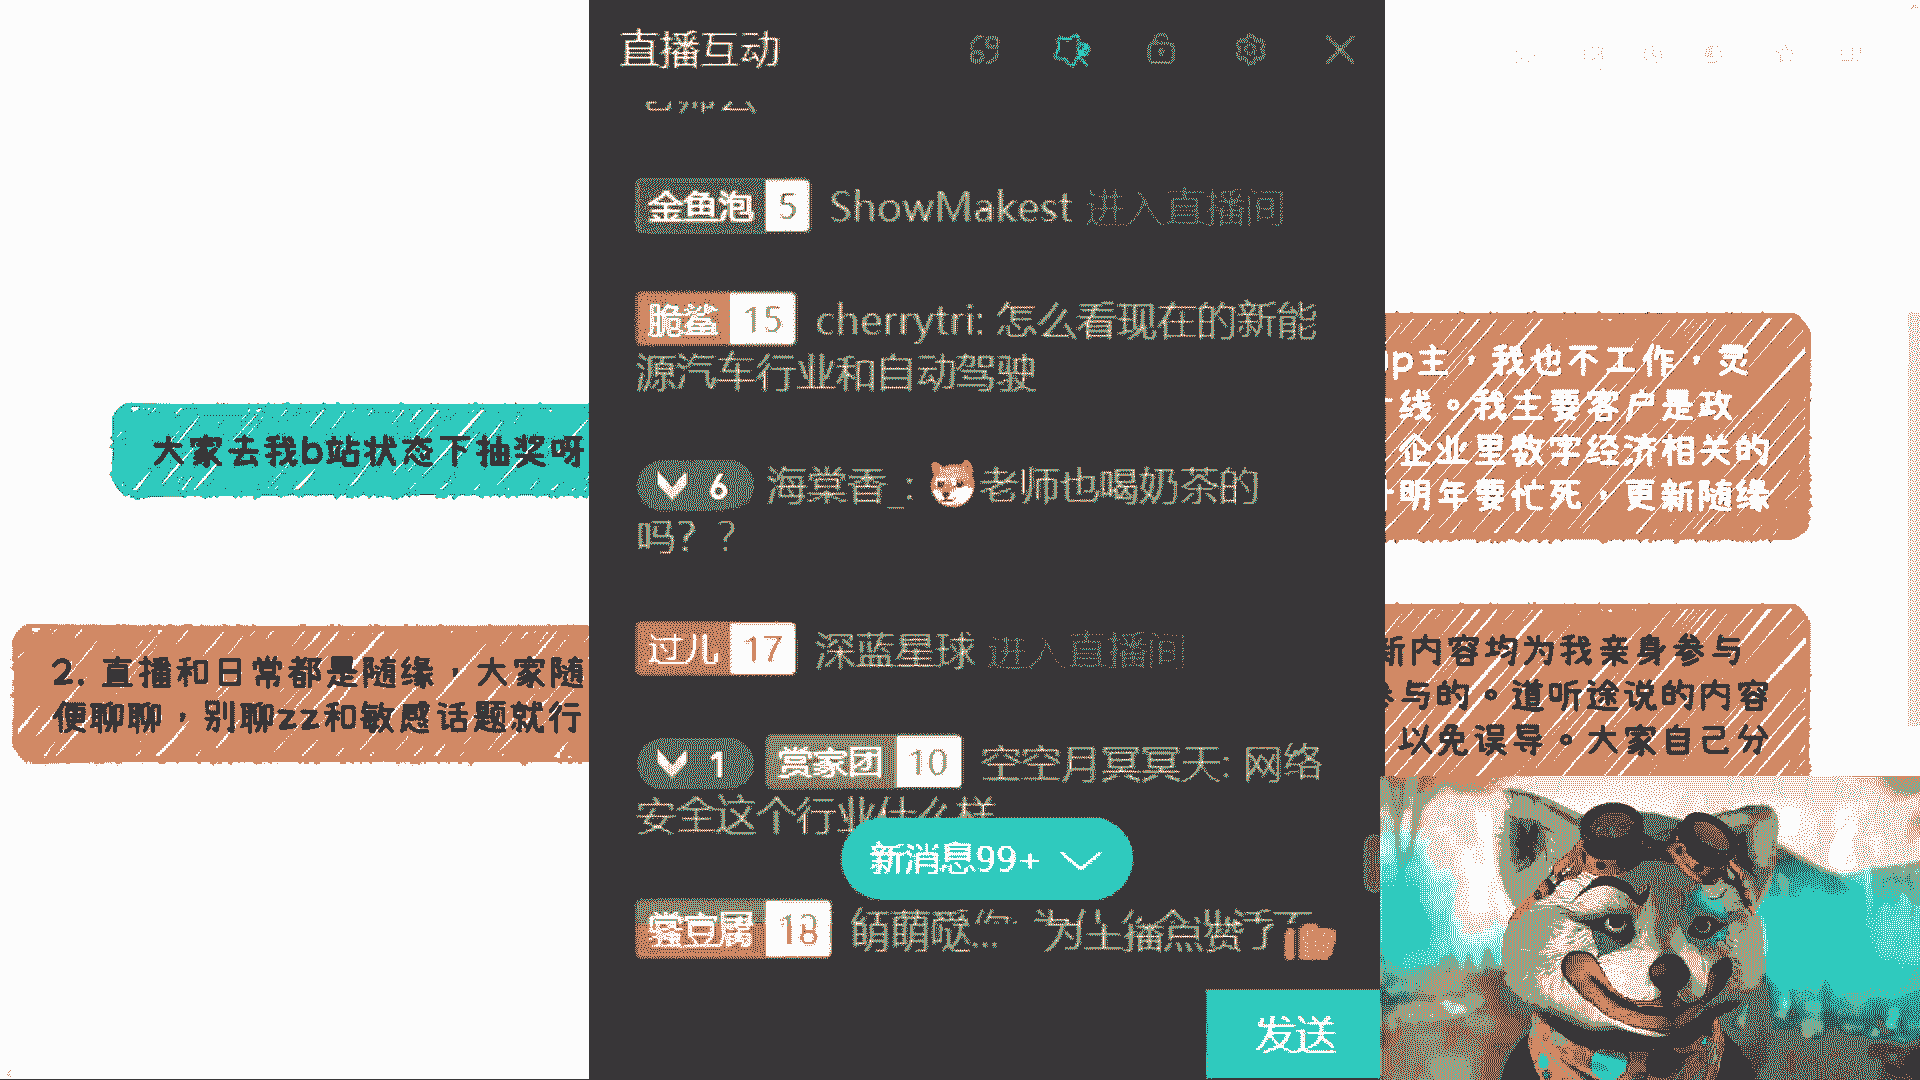 直播互动
金鱼泡 5 ShowMakest 进入直播间
脆鲨 15 cherrytri: 怎么看现在的新能
源汽车行业和自动驾驶
6 海棠香_: 老师也喝奶茶的
吗？？
过儿 17 深蓝星球 进入直播间
1 赏家团 10 空空月冥冥天: 网络
安全这个行业什么样
新消息99+
18 萌萌哒... 为主播点赞了
发送
大家去我b站状态下抽奖呀
2. 直播和日常都是随缘，大家随
便聊聊，别聊zz和敏感话题就行
up主，我也不工作，灵
线。我主要客户是政
企业里数字经济相关的
明年要忙死，更新随缘
新内容均为我亲身参与
参与的。道听途说的内容
以免误导。大家自己分